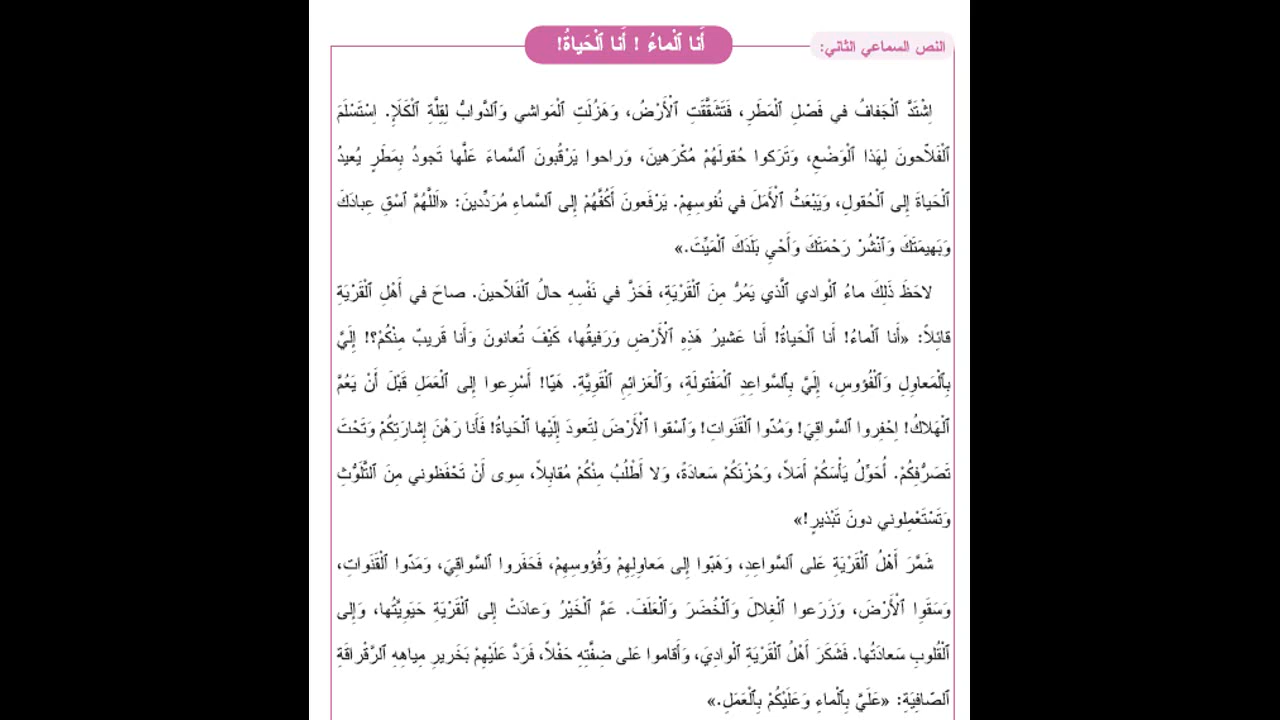 النص السماعي الثاني:
أَنا ٱلْماءُ ! أَنا ٱلْحَياةُ!
اِشْتَدَّ ٱلْجَفافُ في فَصْلِ ٱلْمَطَرِ، فَتَشَقَّقَتِ ٱلْأَرْضُ، وَهَزُلَتِ ٱلْمَواشي وَٱلدَّوابُّ لِقِلَّةِ ٱلْكَلَإِ. اِسْتَسْلَمَ
ٱلْفَلّاحونَ لِهَذا ٱلْوَضْعِ، وَتَرَكوا حُقولَهُمْ مُكْرَهينَ، وَراحوا يَرْقُبونَ ٱلسَّماءَ عَلَّها تَجودُ بِمَطَرٍ يُعيدُ
ٱلْحَياةَ إِلى ٱلْحُقولِ، وَيَبْعَثُ ٱلْأَمَلَ في نُفوسِهِمْ. يَرْفَعونَ أَكُفَّهُمْ إِلى ٱلسَّماءِ مُرَدِّدينَ: «اَللَّهُمَّ ٱسْقِ عِبادَكَ
وَبَهيمَتَكَ وَٱنْشُرْ رَحْمَتَكَ وَأَحْيِ بَلَدَكَ ٱلْمَيِّتَ.»
لاحَظَ ذَلِكَ ماءُ ٱلْوادي ٱلَّذي يَمُرُّ مِنَ ٱلْقَرْيَةِ، فَحَزَّ في نَفْسِهِ حالُ ٱلْفَلاّحينَ. صاحَ في أَهْلِ ٱلْقَرْيَةِ
قائِلاً: «أَنا ٱلْماءُ! أَنا ٱلْحَياةُ! أَنا عَشيرُ هَذِهِ ٱلْأَرْضِ وَرَفيقُها، كَيْفَ تُعانونَ وَأَنا قَريبٌ مِنْكُمْ؟! إِلَيَّ
بِٱلْمَعاوِلِ وَٱلْفُؤوسِ، إِلَيَّ بِٱلسَّواعِدِ ٱلْمَفْتولَةِ، وَٱلْعَزائِمِ ٱلْقَوِيَّةِ. هَيّا! أَسْرِعوا إِلى ٱلْعَمَلِ قَبْلَ أَنْ يَعُمَّ
ٱلْهَلاكُ! اِحْفِروا ٱلسَّواقِيَ! وَمُدّوا ٱلْقَنَواتِ! وَٱسْقوا ٱلْأَرْضَ لِتَعودَ إِلَيْها ٱلْحَياةُ! فَأَنا رَهْنَ إِشارَتِكُمْ وَتَحْتَ
تَصَرُّفِكُمْ. أُحَوِّلُ يَأْسَكُمْ أَمَلاً، وَحُزْنَكُمْ سَعادَةً، وَلا أَطْلُبُ مِنْكُمْ مُقابِلاً، سِوى أَنْ تَحْفَظوني مِنَ ٱلتَّلَوُّثِ
وَتَسْتَعْمِلوني دونَ تَبْذيرٍ!»
شَمَّرَ أَهْلُ ٱلْقَرْيَةِ عَلى ٱلسَّواعِدِ، وَهَبّوا إِلى مَعاوِلِهِمْ وَفُؤوسِهِمْ، فَحَفَروا ٱلسَّواقِيَ، وَمَدّوا ٱلْقَنَواتِ،
وَسَقَوا ٱلْأَرْضَ، وَزَرَعوا ٱلْغِلالَ وَٱلْخُضَرَ وَٱلْعَلَفَ. عَمَّ ٱلْخَيْرُ وَعادَتْ إِلى ٱلْقَرْيَةِ حَيَوِيَّتُها، وَإِلى
ٱلْقُلوبِ سَعادَتُها. فَشَكَرَ أَهْلُ ٱلْقَرْيَةِ ٱلْوادِيَ، وَأَقاموا عَلى ضِفَّتِهِ حَفْلاً، فَرَدَّ عَلَيْهِمْ بَخَريرِ مِياهِهِ ٱلرَّقْراقَةِ
ٱلصّافِيَةِ: «عَلَيَّ بِٱلْماءِ وَعَلَيْكُمْ بِٱلْعَمَلِ.»